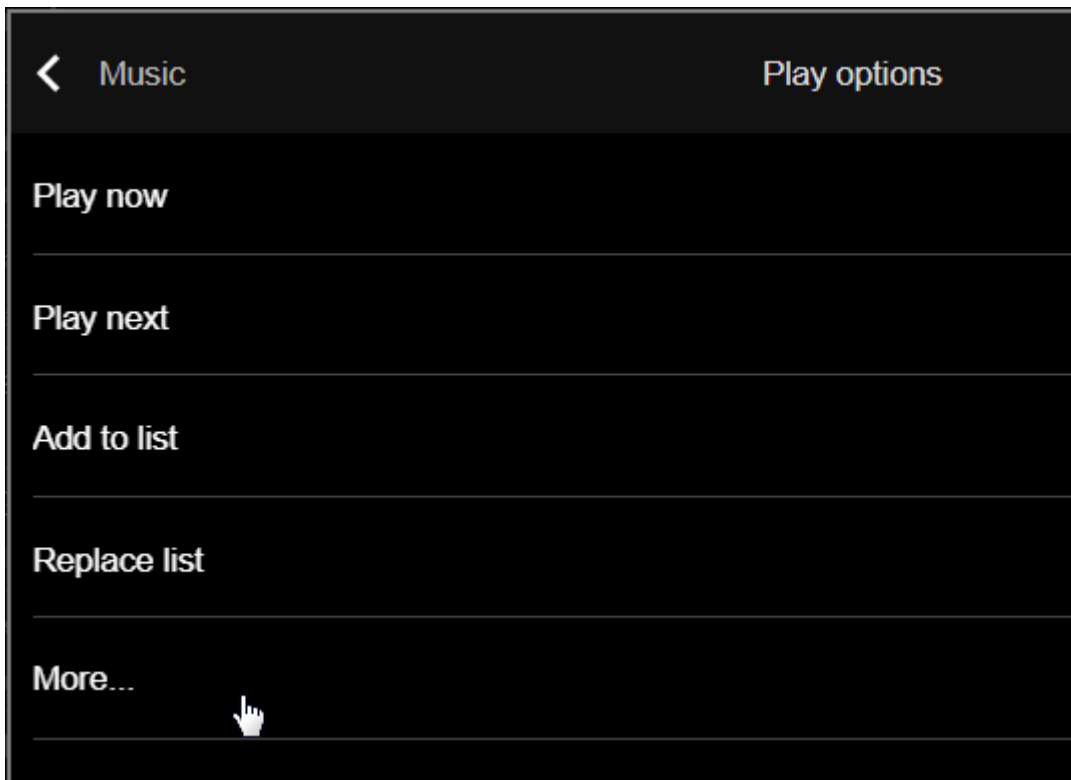 Music Play options
Play now
Play next
Add to list
Replace list
More...